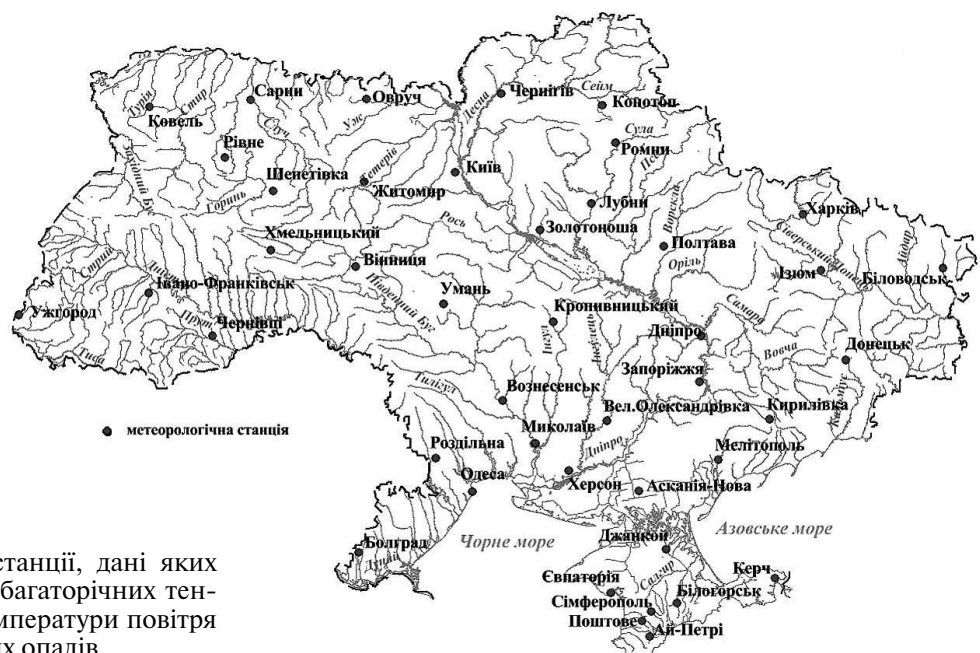 Сарни
Овруч
Чернігів
Сейм
Конотоп
Турія
Стир
Ковель
Десна
Уж
Случ
Сула
Ромни
Псел
Рівне
Західний Буг
Шепетівка
Тетерів
Житомир
Київ
Горинь
Лубни
Ворскла
Харків
Рось
Золотоноша
Полтава
Сіверський Донець
Айдар
Хмельницький
Вінниця
Оріль
Ізюм
Біловодськ
Стрий
Дністер
Івано-Франківськ
Південний Буг
Умань
Кропивницький
Самара
Ужгород
Прут
Чернівці
Інгул
Інгулець
Дніпро
Вовча
Донецьк
Тиса
Запоріжжя
Тилігул
Вознесенськ
Вел.Олександрівка
Кирилівка
Кальміус
метеорологічна станція
Миколаїв
Роздільна
Дніпро
Мелітополь
Одеса
Херсон
Асканія-Нова
Чорне море
Азовське море
Болград
Дунай
Джанкой
Євпаторія
Салгир
Керч
Сімферополь
Білогорськ
Поштове
Ай-Петрі
станції, дані яких
багаторічних тен-
мператури повітря
х опадів